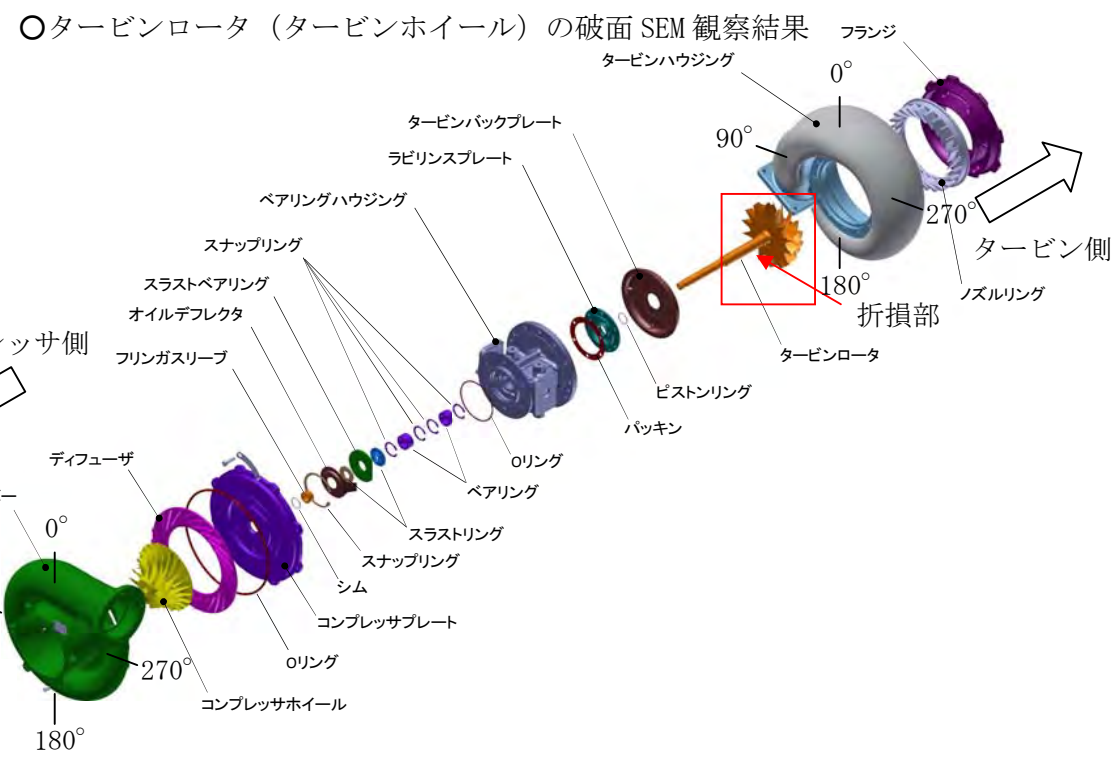 ○タービンロータ（タービンホイール）の破面 SEM 観察結果
フランジ
タービンハウジング
0°
タービンバックプレート
90°
ラビリンスプレート
ベアリングハウジング
270°
スナップリング
タービン側
スラストベアリング
180°
ノズルリング
オイルデフレクタ
折損部
ッサ側
フリンガスリーブ
タービンロータ
ピストンリング
パッキン
ディフューザ
Oリング
ベアリング
ー
0°
スラストリング
スナップリング
シム
コンプレッサプレート
Oリング
270°
コンプレッサホイール
180°